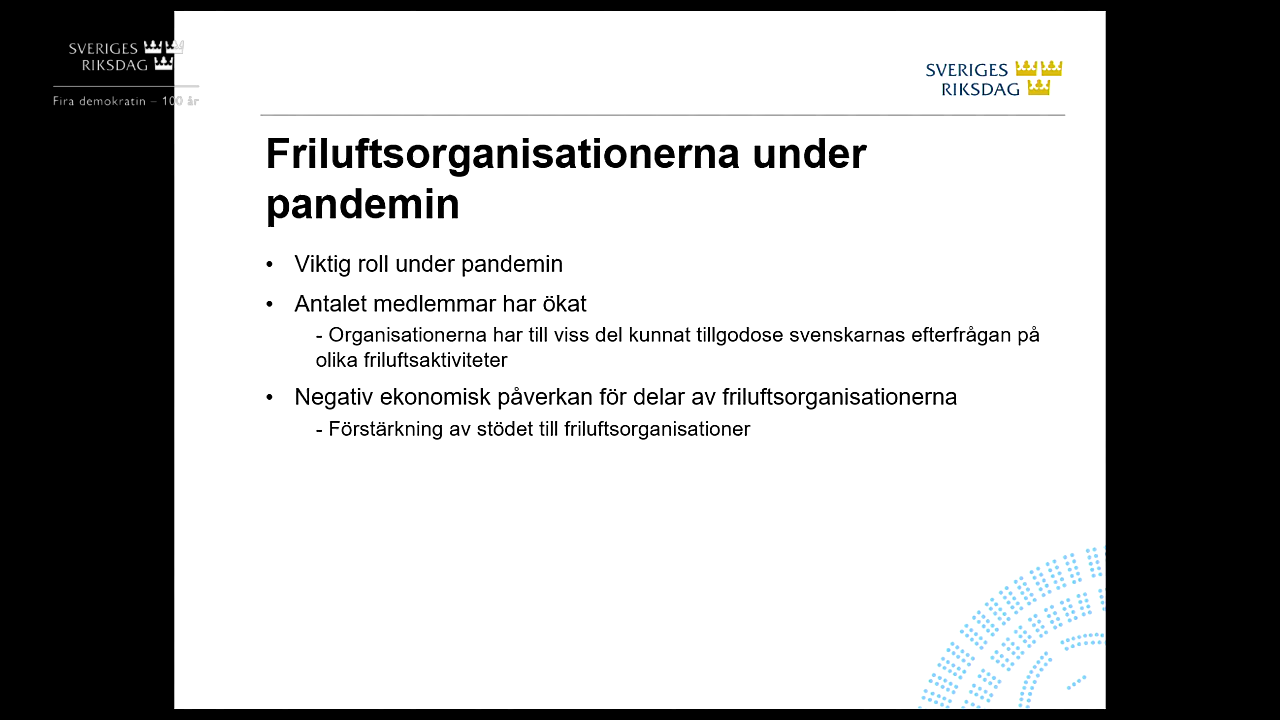 SVERIGES
RIKSDAG
Fira demokratin – 100 år
SVERIGES
RIKSDAG
Friluftsorganisationerna under
pandemin
• Viktig roll under pandemin
• Antalet medlemmar har ökat
- Organisationerna har till viss del kunnat tillgodose svenskarnas efterfrågan på
olika friluftsaktiviteter
• Negativ ekonomisk påverkan för delar av friluftsorganisationerna
- Förstärkning av stödet till friluftsorganisationer